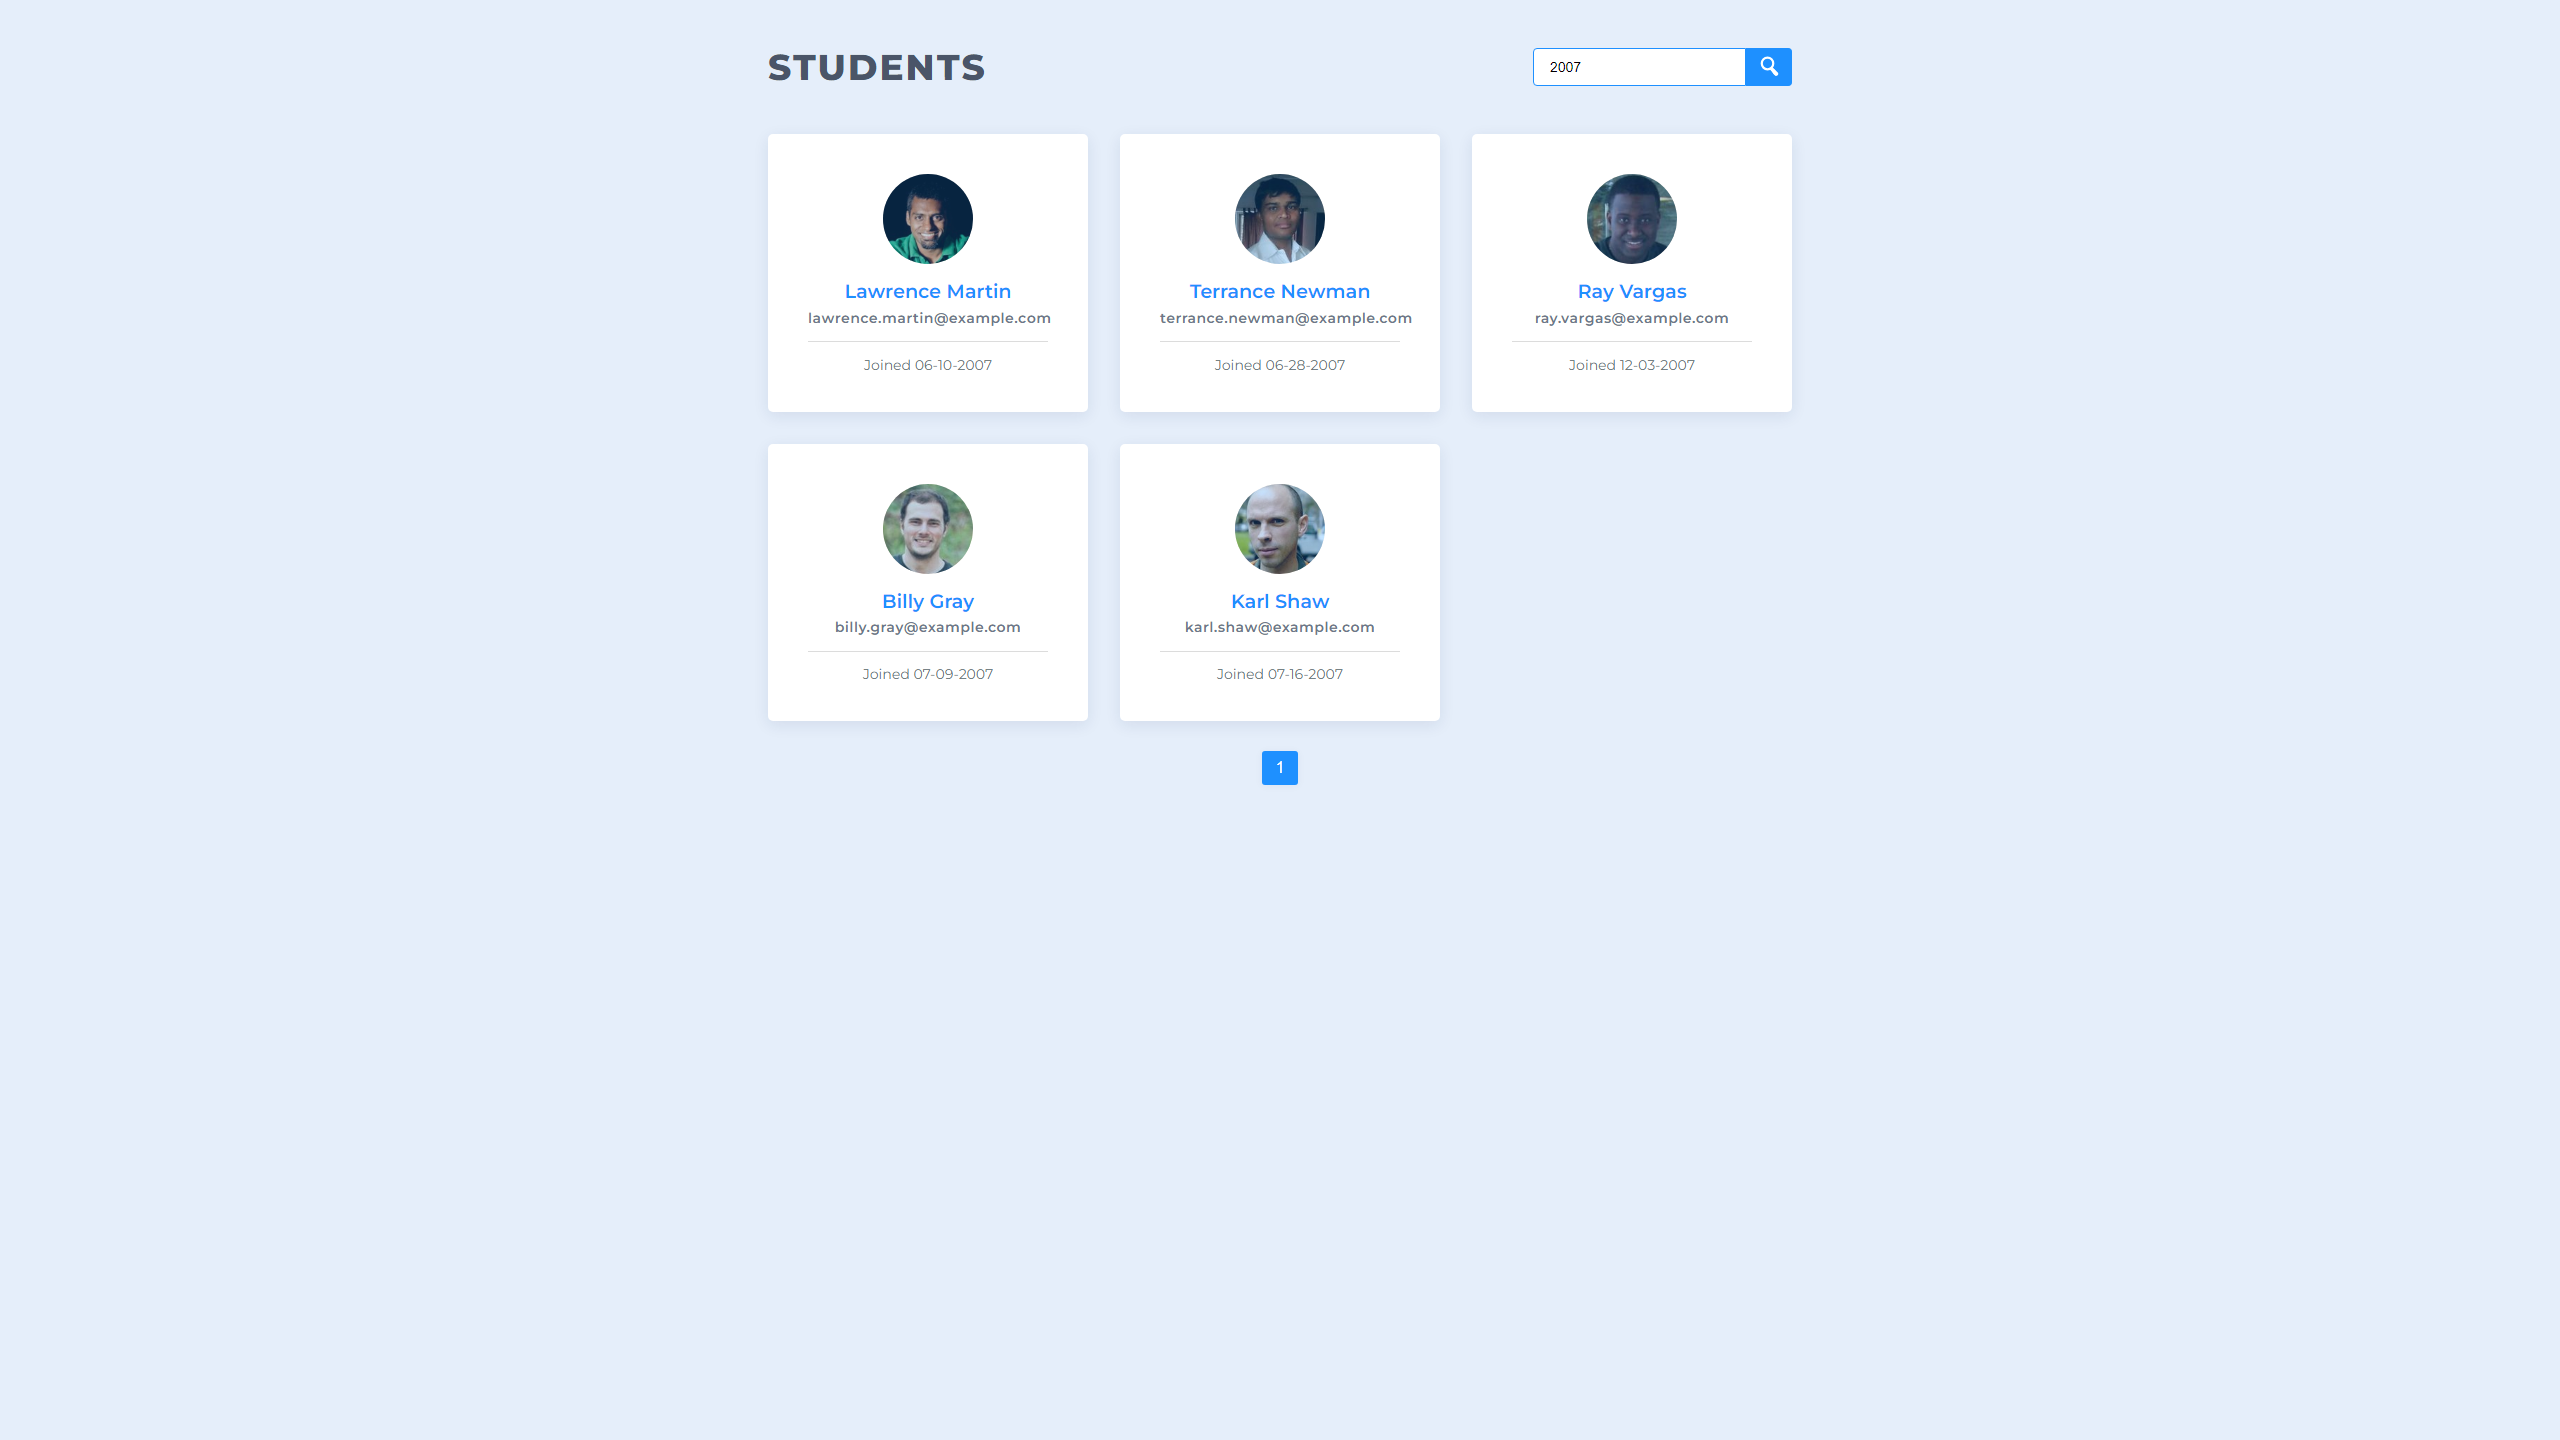 STUDENTS
2007
Lawrence Martin
lawrence.martin@example.com
Joined 06-10-2007
Terrance Newman
terrance.newman@example.com
Joined 06-28-2007
Ray Vargas
ray.vargas@example.com
Joined 12-03-2007
Billy Gray
billy.gray@example.com
Joined 07-09-2007
Karl Shaw
karl.shaw@example.com
Joined 07-16-2007
1